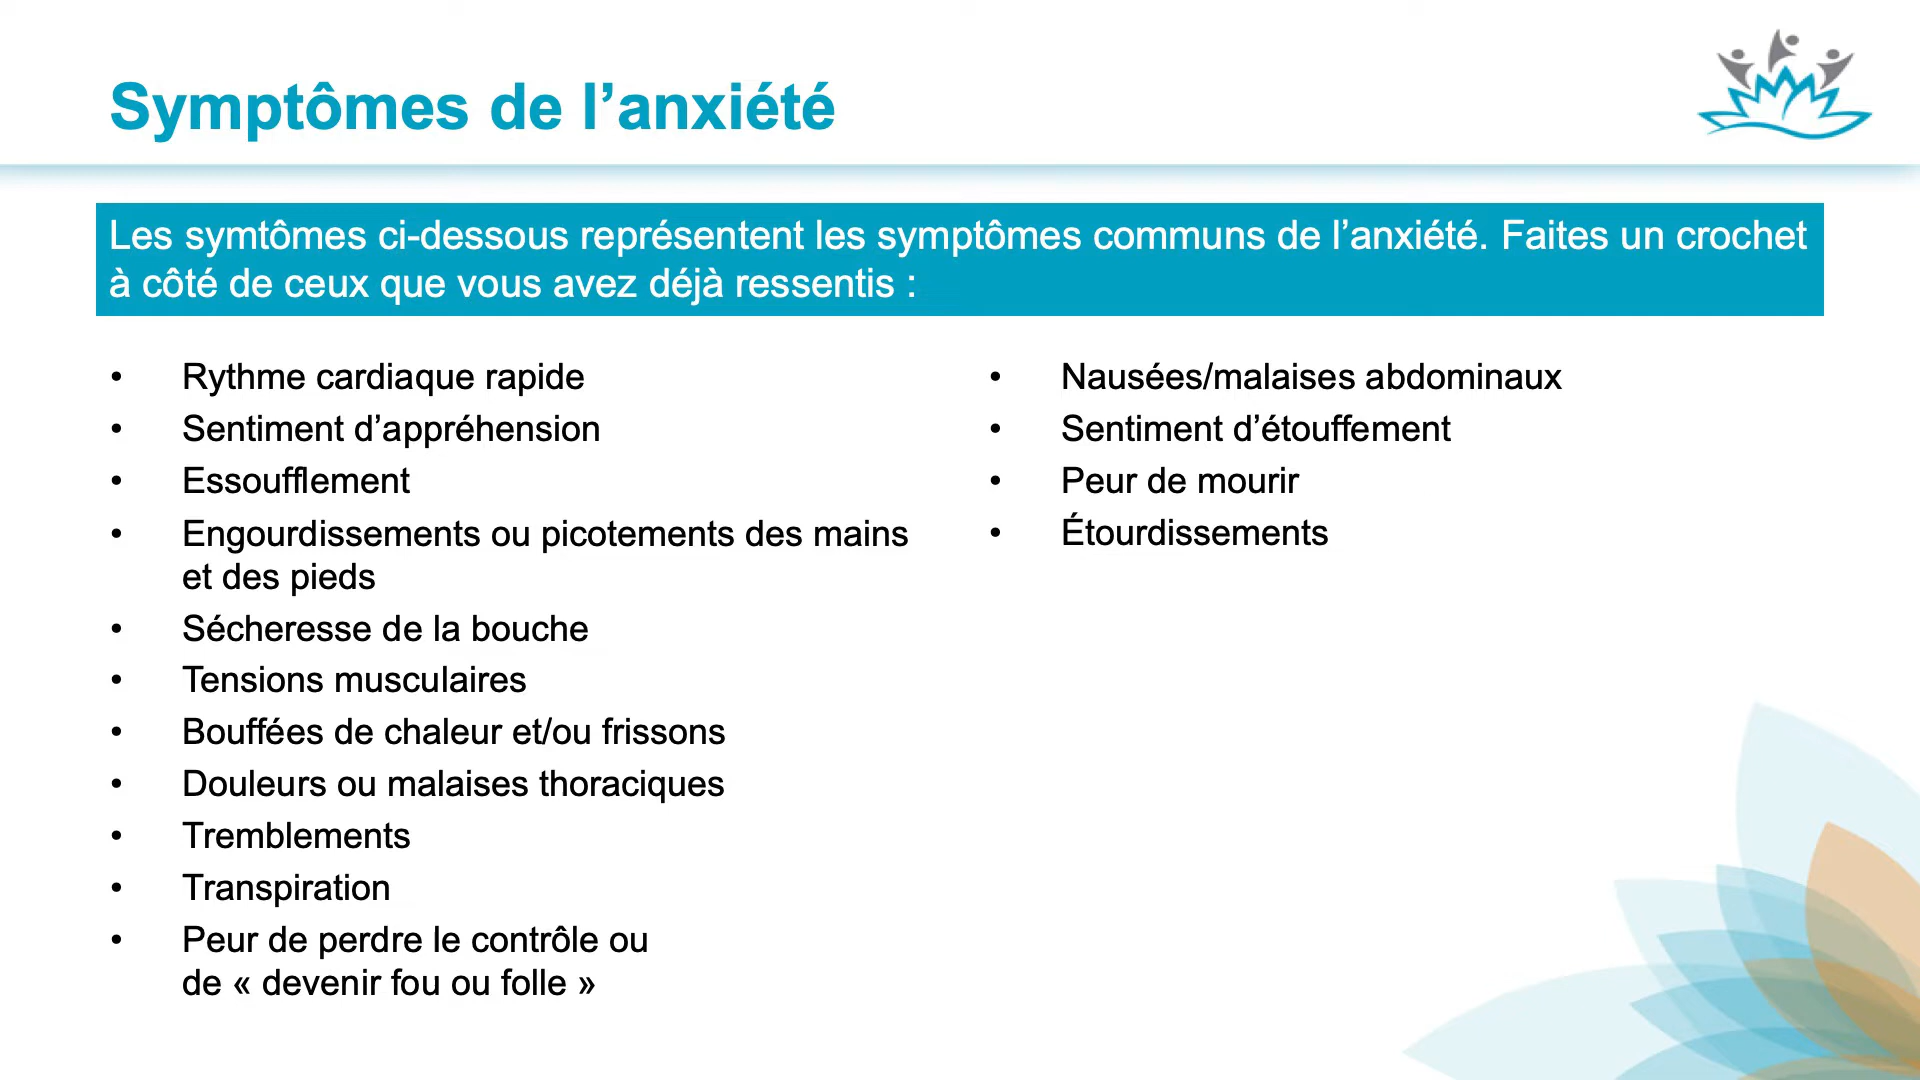 Symptômes de l’anxiété
Les symtômes ci-dessous représentent les symptômes communs de l’anxiété. Faites un crochet
à côté de ceux que vous avez déjà ressentis :
• Rythme cardiaque rapide
• Sentiment d’appréhension
• Essoufflement
• Engourdissements ou picotements des mains
et des pieds
• Sécheresse de la bouche
• Tensions musculaires
• Bouffées de chaleur et/ou frissons
• Douleurs ou malaises thoraciques
• Tremblements
• Transpiration
• Peur de perdre le contrôle ou
de « devenir fou ou folle »
• Nausées/malaises abdominaux
• Sentiment d’étouffement
• Peur de mourir
• Étourdissements